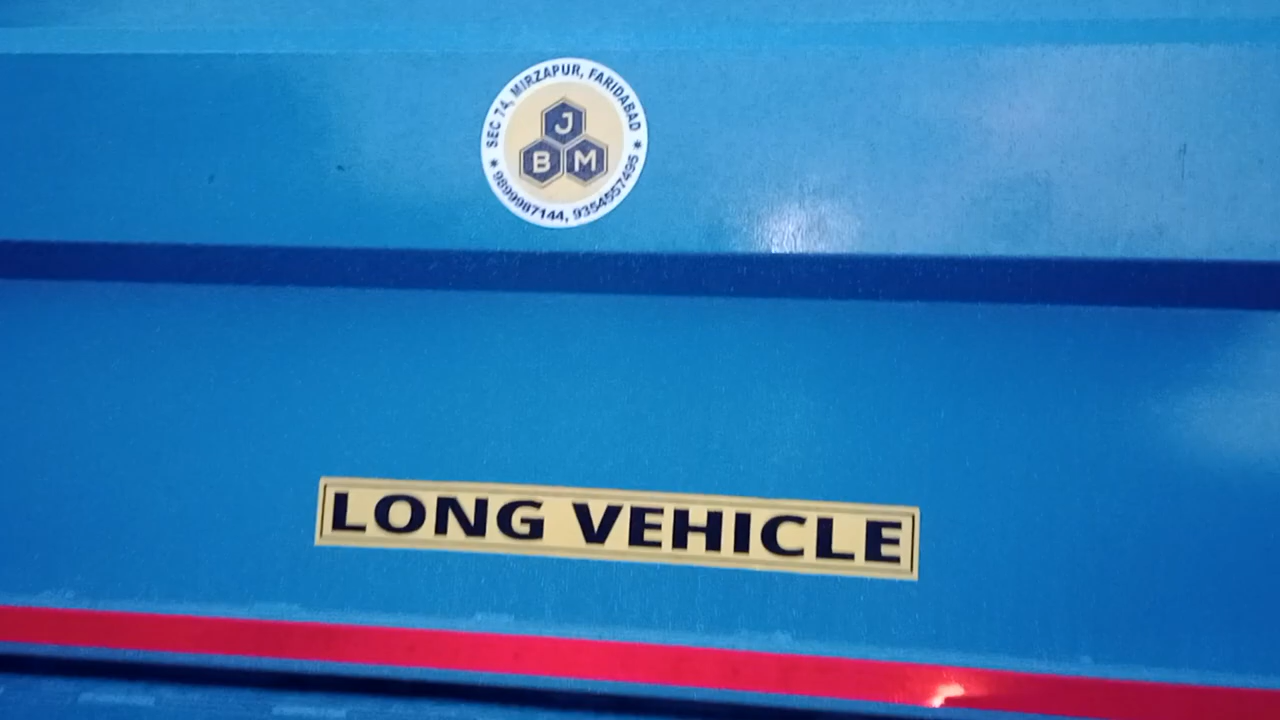 SEC 74, MIRZAPUR, FARIDABAD
J
B M
* 9899987144, 9354557495 *
LONG VEHICLE